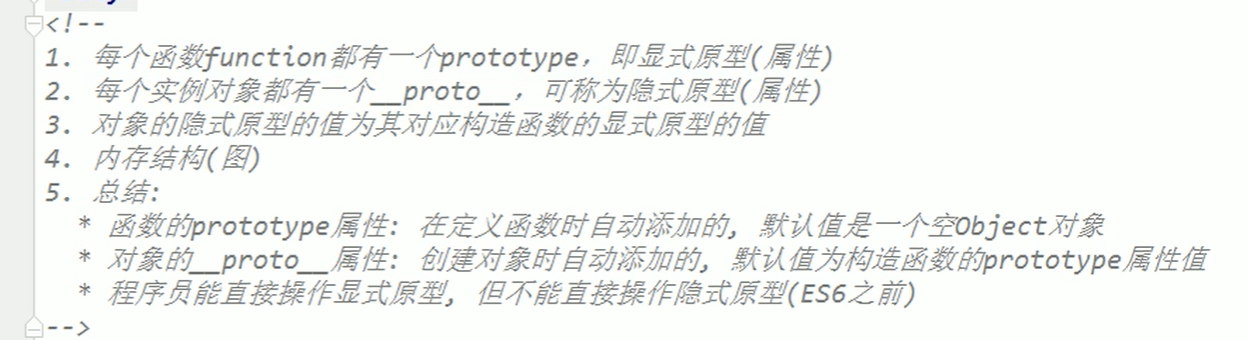 <!--
1. 每个函数function都有一个prototype，即显式原型(属性)
2. 每个实例对象都有一个__proto__，可称为隐式原型(属性)
3. 对象的隐式原型的值为其对应构造函数的显式原型的值
4. 内存结构(图)
5. 总结:
* 函数的prototype属性: 在定义函数时自动添加的, 默认值是一个空Object对象
* 对象的__proto__属性: 创建对象时自动添加的, 默认值为构造函数的prototype属性值
* 程序员能直接操作显式原型, 但不能直接操作隐式原型(ES6之前)
-->